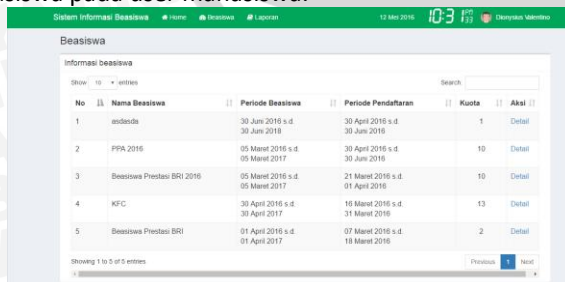 Sistem Informasi Beasiswa Home Beasiswa Laporan 12 Mei 2016 Dionysius Valentino
Beasiswa
Informasi beasiswa
Show 10 entries Search
No Nama Beasiswa Periode Beasiswa Periode Pendaftaran Kuota Aksi
1 asdasda 30 Juni 2016 s.d. 30 April 2016 s.d. 1 Detail
30 Juni 2018 30 Juni 2016
2 PPA 2016 05 Maret 2016 s.d. 30 April 2016 s.d. 10 Detail
05 Maret 2017 30 Juni 2016
3 Beasiswa Prestasi BRI 2016 05 Maret 2016 s.d. 21 Maret 2016 s.d. 10 Detail
05 Maret 2017 01 April 2016
4 KFC 30 April 2016 s.d. 16 Maret 2016 s.d. 13 Detail
30 April 2017 31 Maret 2016
5 Beasiswa Prestasi BRI 01 April 2016 s.d. 07 Maret 2016 s.d. 2 Detail
01 April 2017 18 Maret 2016
Showing 1 to 5 of 5 entries Previous 1 Next